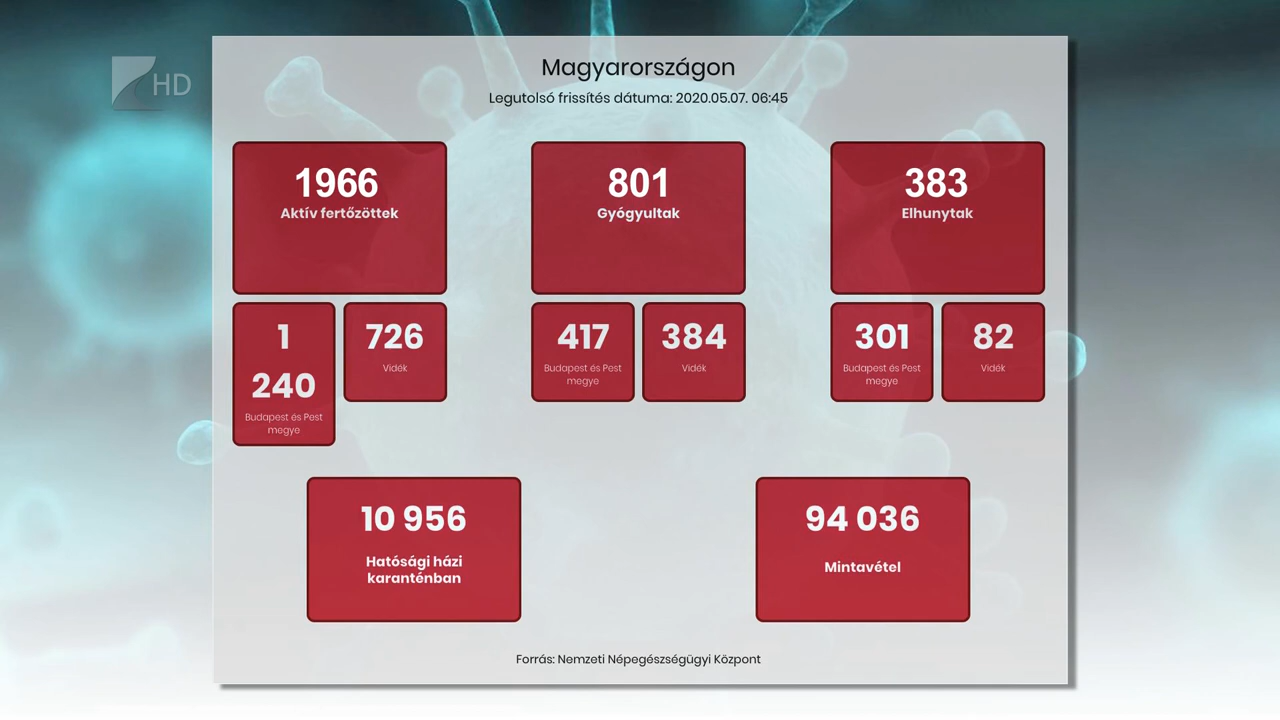 HD
Magyarországon
Legutolsó frissítés dátuma: 2020.05.07. 06:45
1966
Aktív fertőzöttek
801
Gyógyultak
383
Elhunytak
1
240
Budapest és Pest
megye
726
Vidék
417
Budapest és Pest
megye
384
Vidék
301
Budapest és Pest
megye
82
Vidék
10 956
Hatósági házi
karanténban
94 036
Mintavétel
Forrás: Nemzeti Népegészségügyi Központ